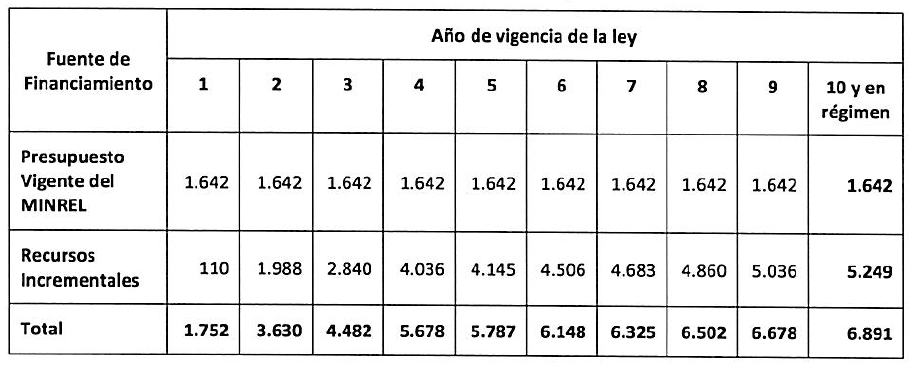 Fuente de Financiamiento | Año de vigencia de la ley
1 | 2 | 3 | 4 | 5 | 6 | 7 | 8 | 9 | 10 y en régimen
Presupuesto Vigente del MINREL | 1.642 | 1.642 | 1.642 | 1.642 | 1.642 | 1.642 | 1.642 | 1.642 | 1.642 | 1.642
Recursos Incrementales | 110 | 1.988 | 2.840 | 4.036 | 4.145 | 4.506 | 4.683 | 4.860 | 5.036 | 5.249
Total | 1.752 | 3.630 | 4.482 | 5.678 | 5.787 | 6.148 | 6.325 | 6.502 | 6.678 | 6.891